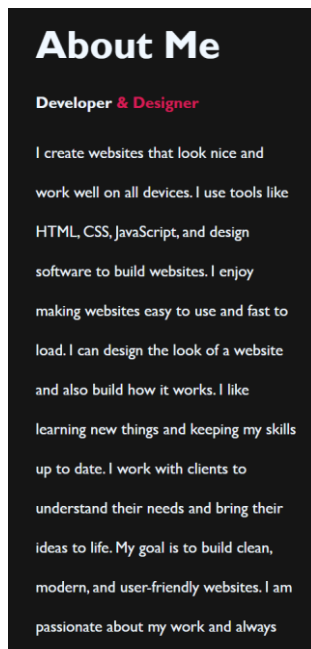 About Me
Developer & Designer
I create websites that look nice and
work well on all devices. I use tools like
HTML, CSS, JavaScript, and design
software to build websites. I enjoy
making websites easy to use and fast to
load. I can design the look of a website
and also build how it works. I like
learning new things and keeping my skills
up to date. I work with clients to
understand their needs and bring their
ideas to life. My goal is to build clean,
modern, and user-friendly websites. I am
passionate about my work and always